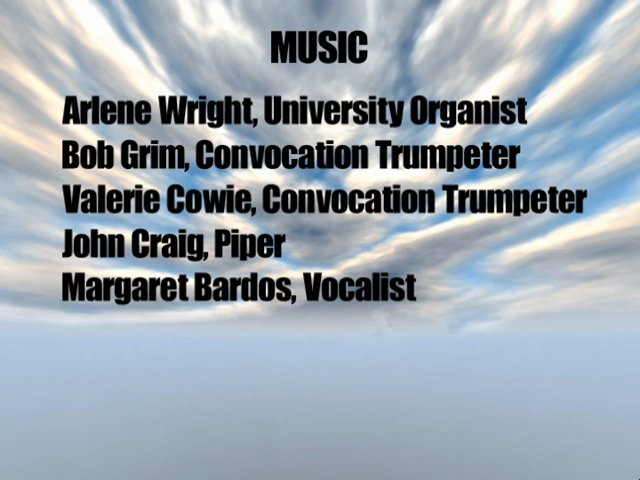 MUSIC
Arlene Wright, University Organist
Bob Grim, Convocation Trumpeter
Valerie Cowie, Convocation Trumpeter
John Craig, Piper
Margaret Bardos, Vocalist